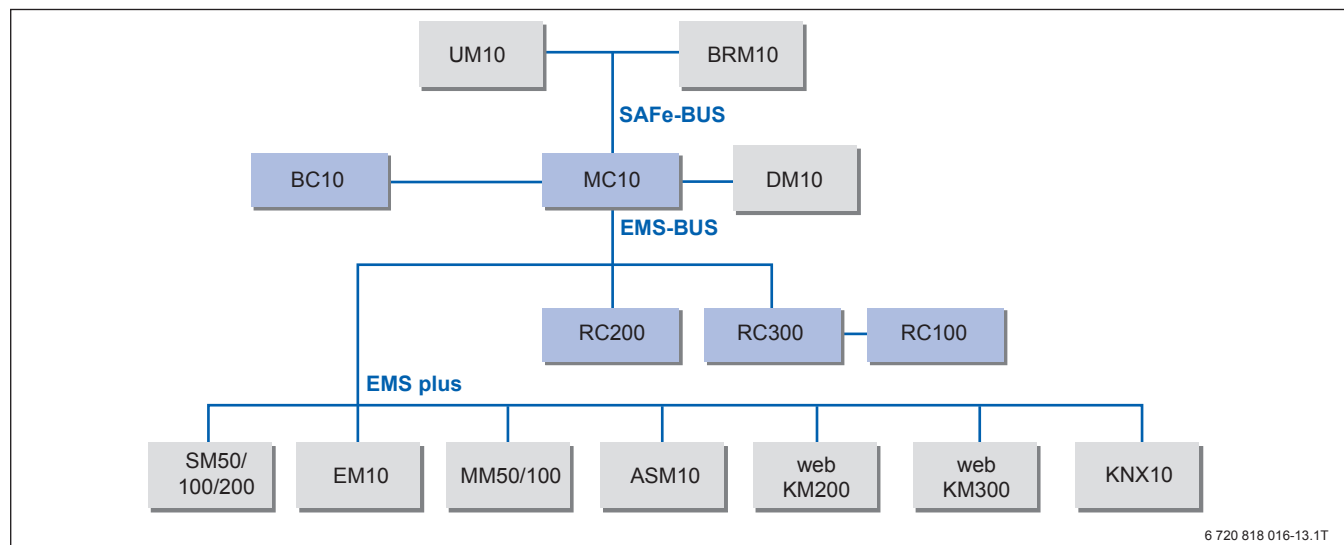 UM10
BRM10
SAFe-BUS
BC10
MC10
DM10
EMS-BUS
RC200
RC300
RC100
EMS plus
SM50/
100/200
EM10
MM50/100
ASM10
web
KM200
web
KM300
KNX10
6 720 818 016-13.1T